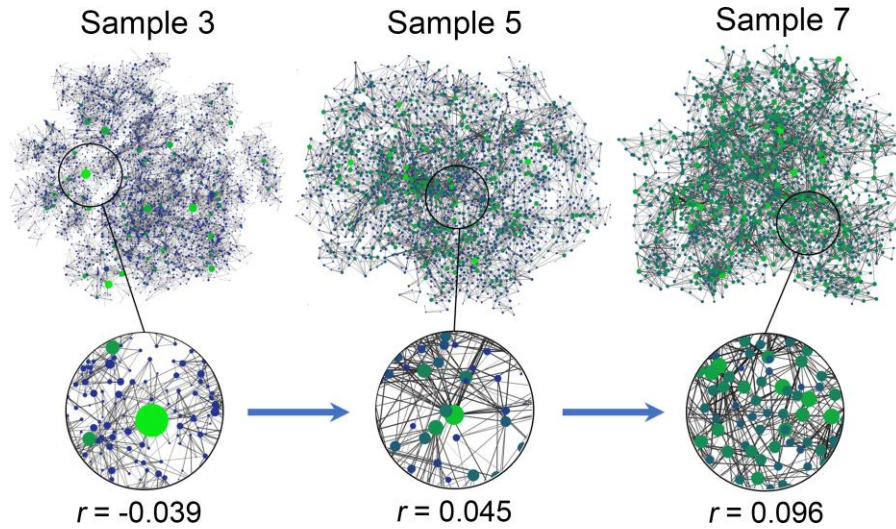 Sample 3
Sample 5
Sample 7
r = -0.039
r = 0.045
r = 0.096